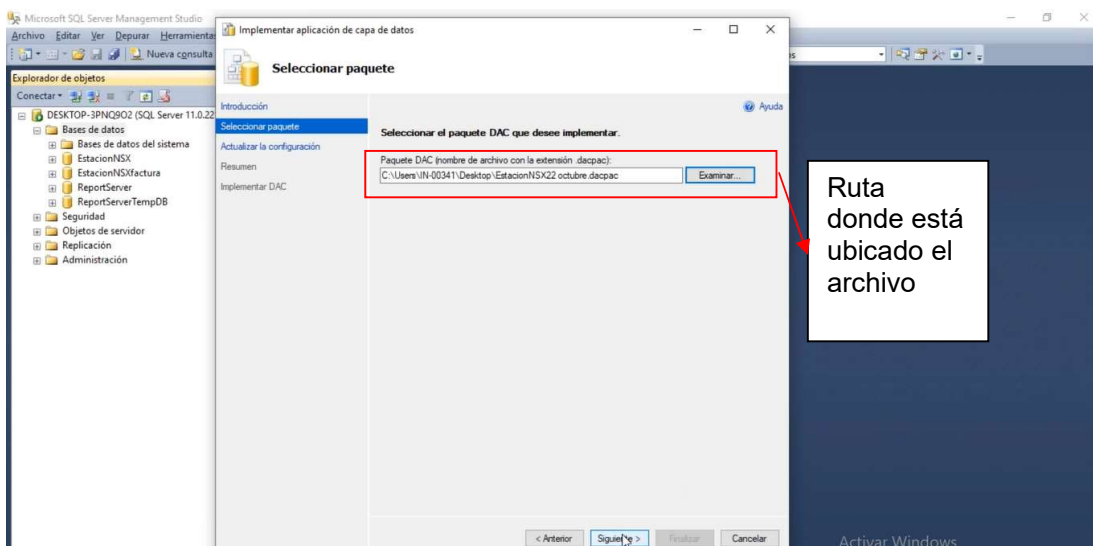 Microsoft SQL Server Management Studio
Archivo Editar Ver Depurar Herramienta
Nueva consulta
Explorador de objetos
Conectar
DESKTOP-3PNQ9O2 (SQL Server 11.0.22
Bases de datos
Bases de datos del sistema
EstacionNSX
EstacionNSXfactura
ReportServer
ReportServerTempDB
Seguridad
Objetos de servidor
Replicación
Administración
Implementar aplicación de capa de datos
Seleccionar paquete
Introducción
Seleccionar paquete
Actualizar la configuración
Resumen
Implementar DAC
Ayuda
Seleccionar el paquete DAC que desee implementar.
Paquete DAC (nombre de archivo con la extensión .dacpac):
C:\Users\IN-00341\Desktop\EstacionNSX22 octubre.dacpac
Examinar...
< Anterior
Siguiente >
Finalizar
Cancelar
Ruta
donde está
ubicado el
archivo
Activar Windows